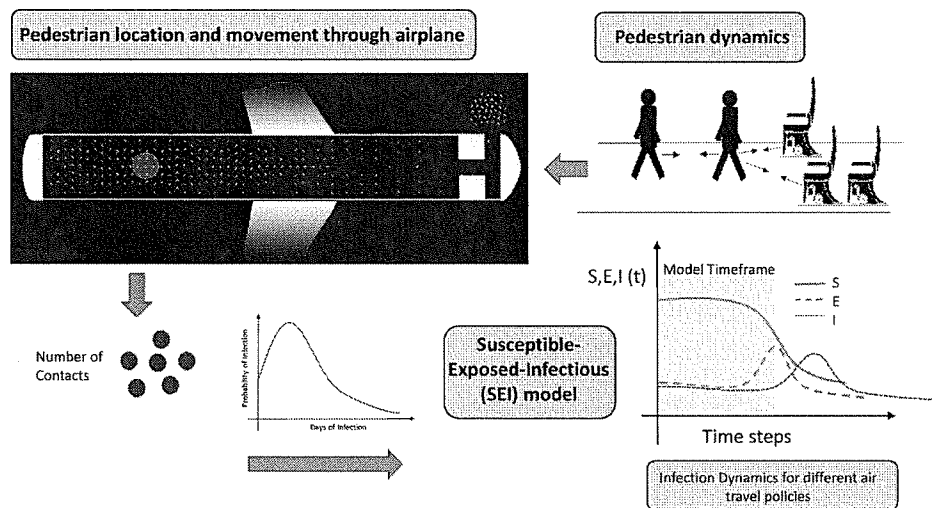 Pedestrian location and movement through airplane
Pedestrian dynamics
S,E,I (t)
Model Timeframe
S
E
I
Number of
Contacts
Probability of Infection
Days of Infection
Susceptible-
Exposed-Infectious
(SEI) model
Time steps
Infection Dynamics for different air
travel policies